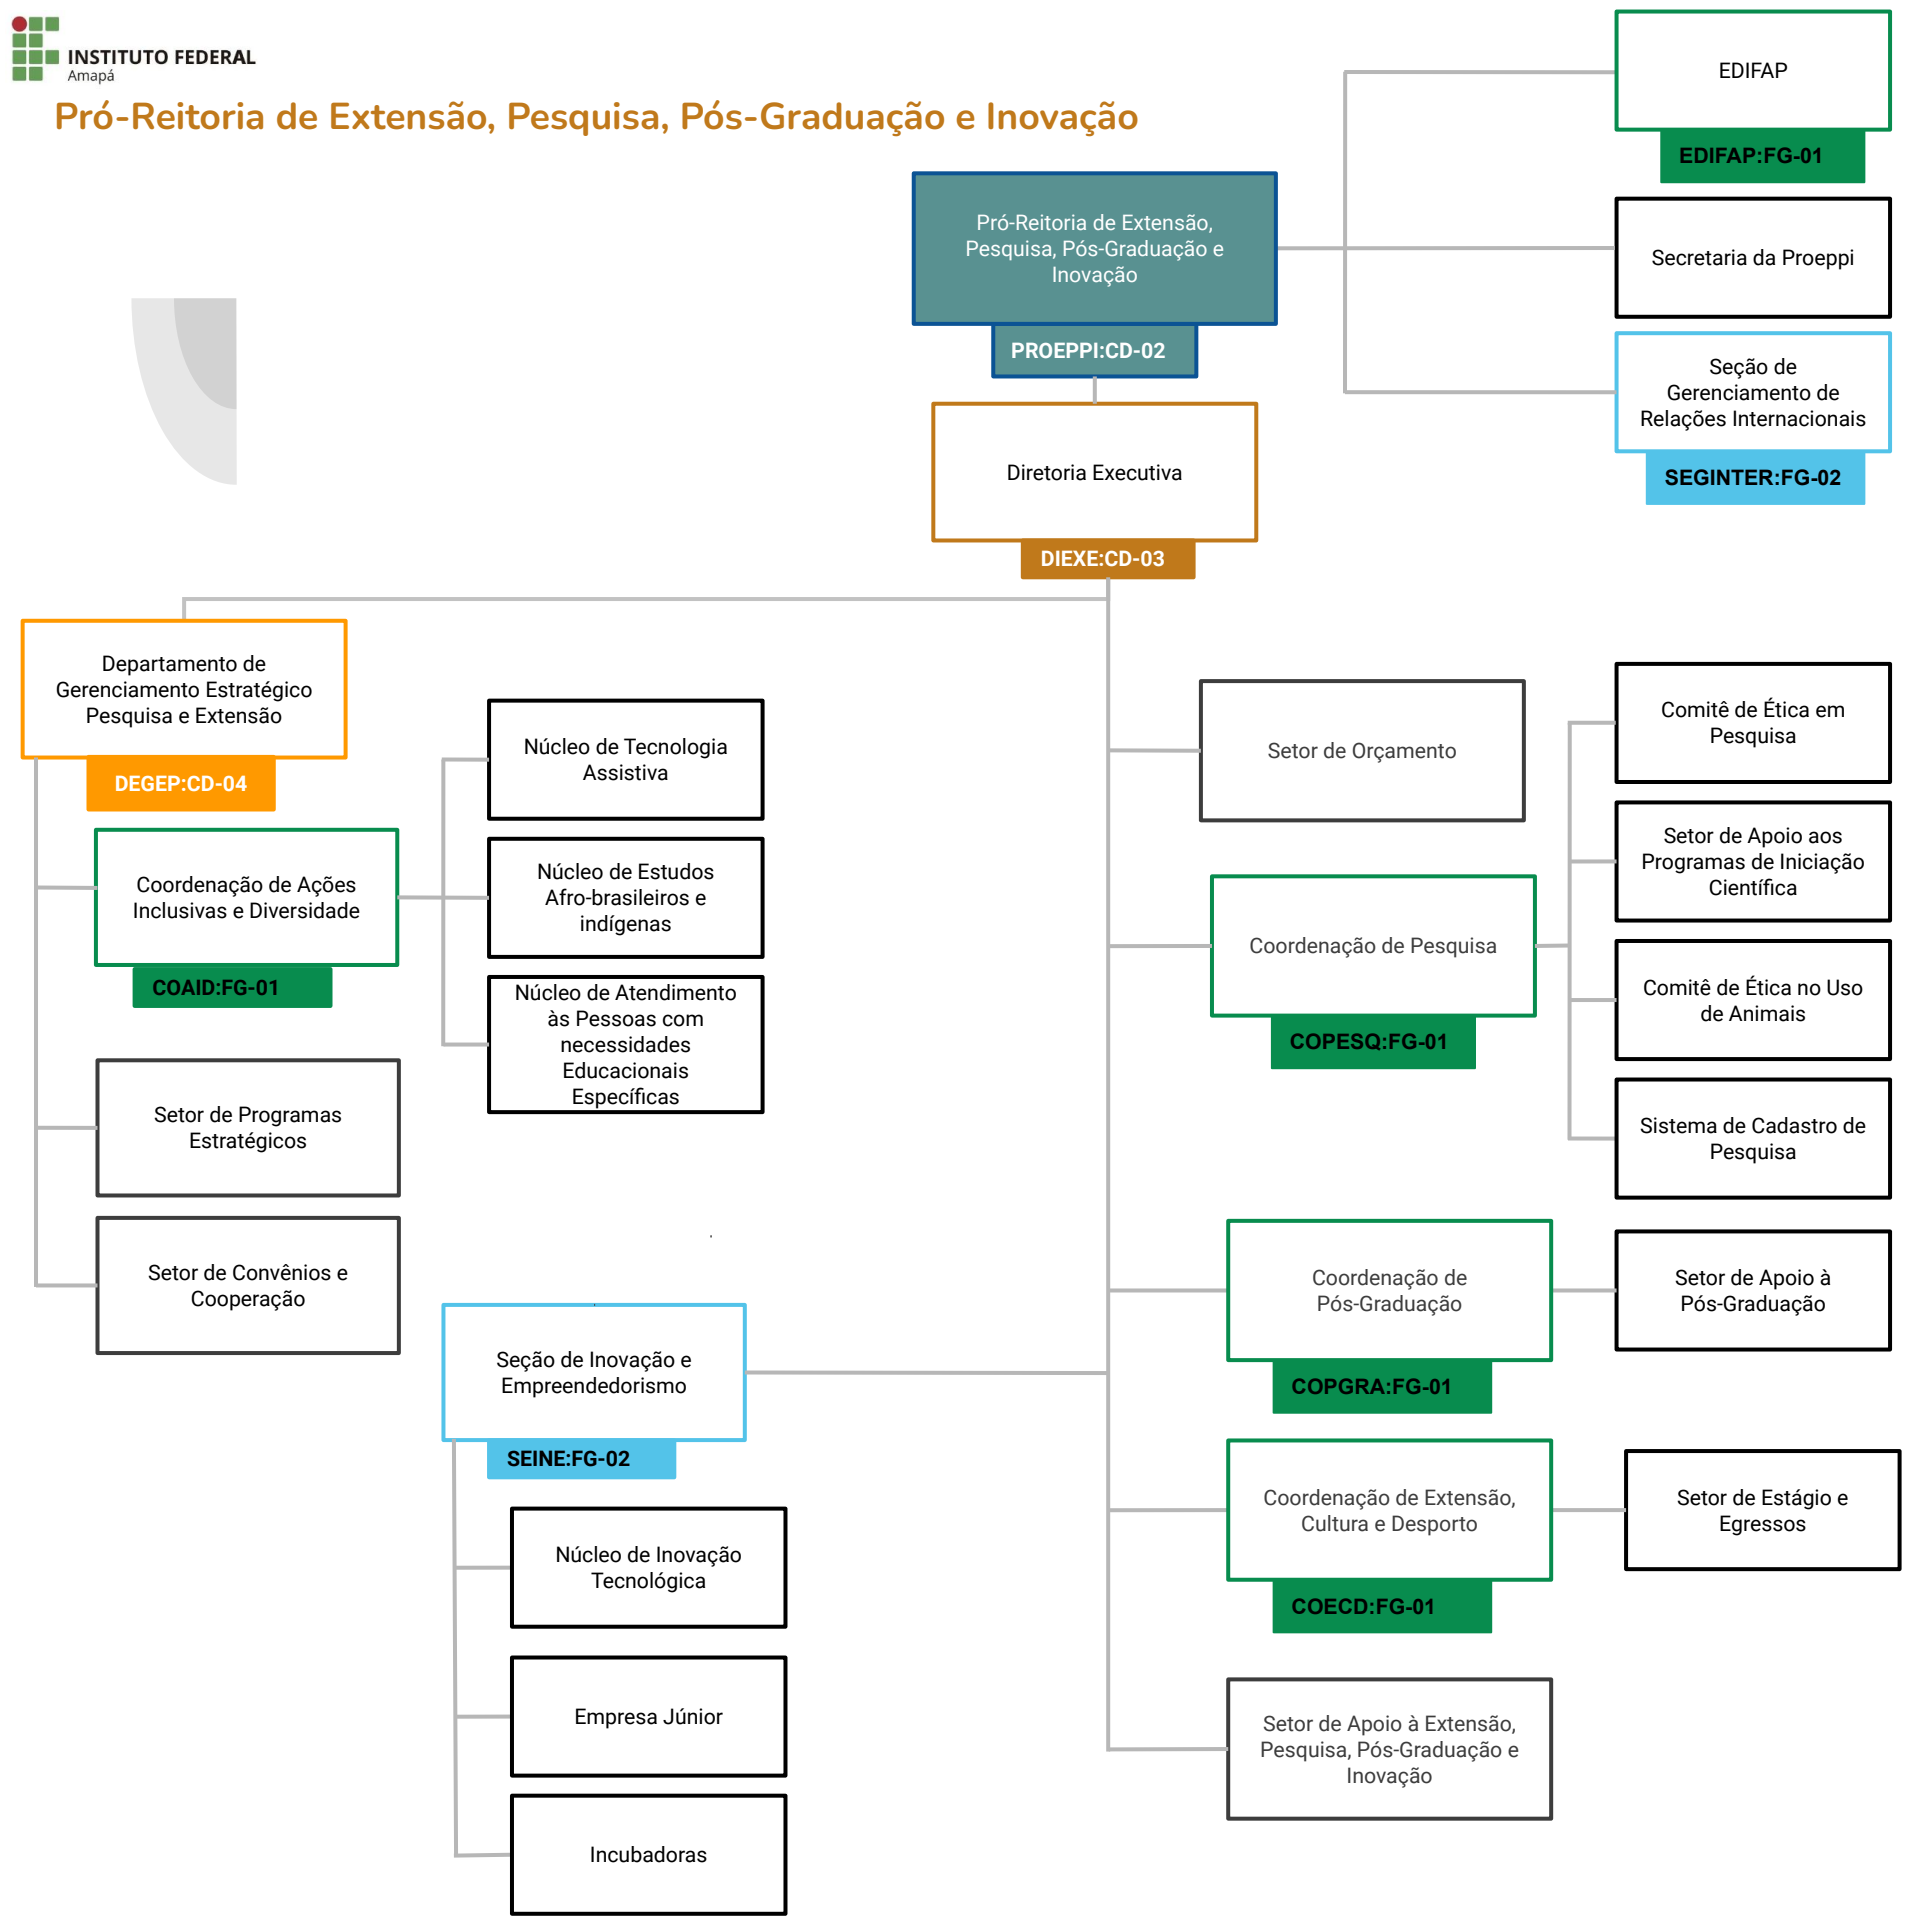 INSTITUTO FEDERAL
Amapá
Pró-Reitoria de Extensão, Pesquisa, Pós-Graduação e Inovação
EDIFAP
EDIFAP:FG-01
Pró-Reitoria de Extensão,
Pesquisa, Pós-Graduação e
Inovação
PROEPPI:CD-02
Secretaria da Proeppi
Seção de
Gerenciamento de
Relações Internacionais
SEGINTER:FG-02
Diretoria Executiva
DIEXE:CD-03
Departamento de
Gerenciamento Estratégico
Pesquisa e Extensão
DEGEP:CD-04
Coordenação de Ações
Inclusivas e Diversidade
COAID:FG-01
Núcleo de Tecnologia
Assistiva
Núcleo de Estudos
Afro-brasileiros e
indígenas
Núcleo de Atendimento
às Pessoas com
necessidades
Educacionais
Específicas
Setor de Programas
Estratégicos
Setor de Convênios e
Cooperação
Seção de Inovação e
Empreendedorismo
SEINE:FG-02
Núcleo de Inovação
Tecnológica
Empresa Júnior
Incubadoras
Setor de Orçamento
Coordenação de Pesquisa
COPESQ:FG-01
Comitê de Ética em
Pesquisa
Setor de Apoio aos
Programas de Iniciação
Científica
Comitê de Ética no Uso
de Animais
Sistema de Cadastro de
Pesquisa
Coordenação de
Pós-Graduação
COPGRA:FG-01
Setor de Apoio à
Pós-Graduação
Coordenação de Extensão,
Cultura e Desporto
COECD:FG-01
Setor de Estágio e
Egressos
Setor de Apoio à Extensão,
Pesquisa, Pós-Graduação e
Inovação